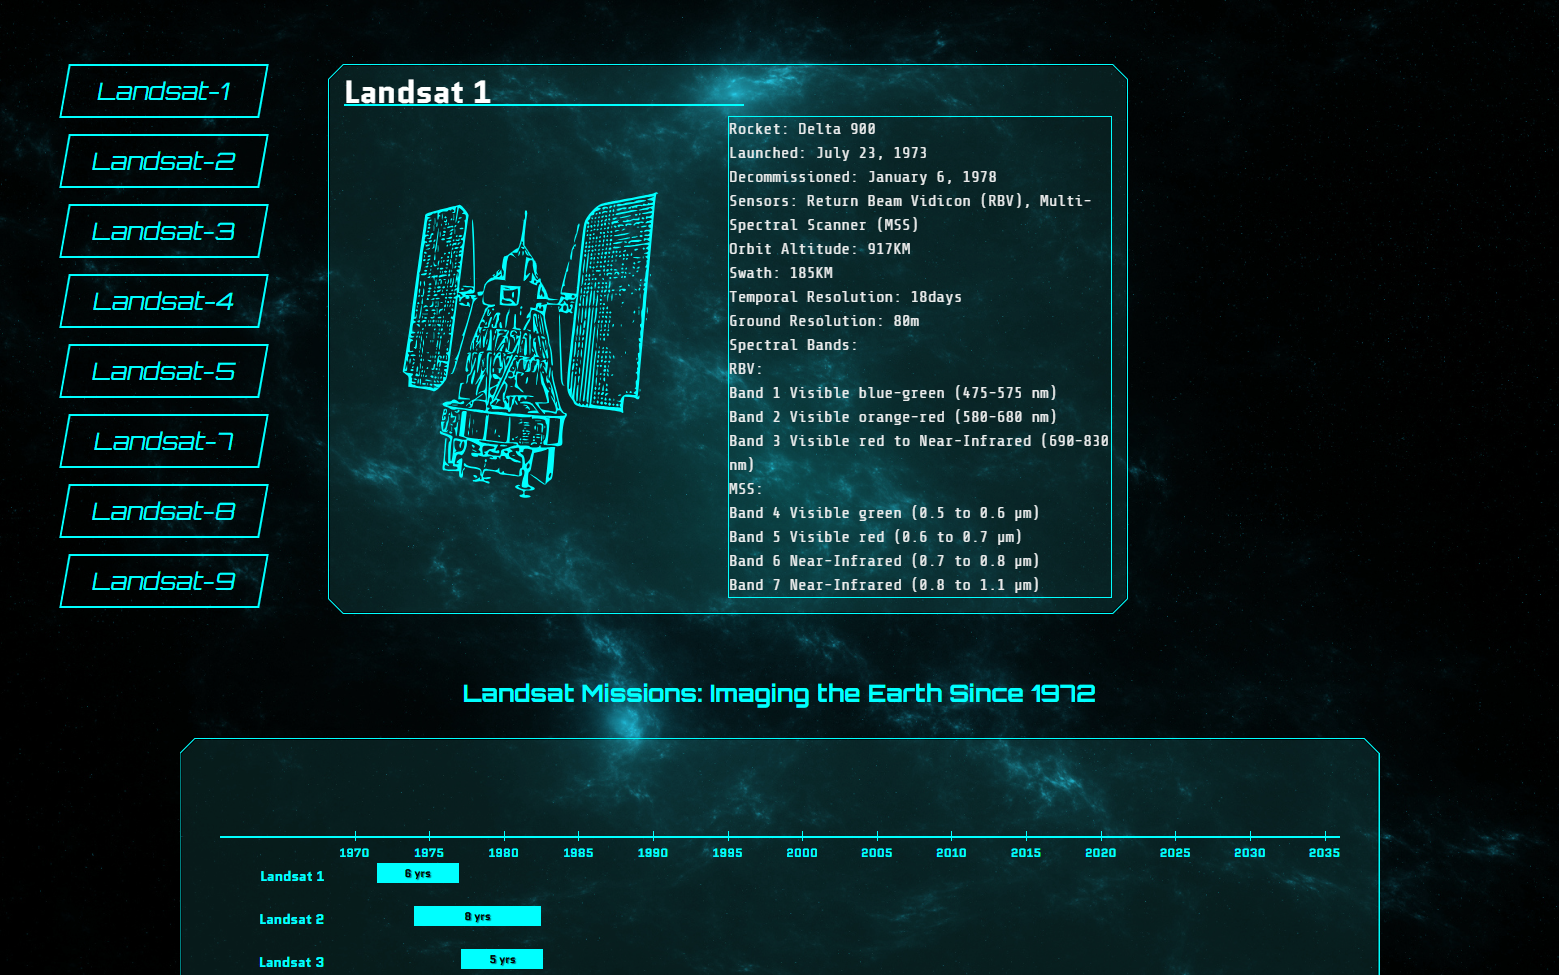 Landsat-1
Landsat-2
Landsat-3
Landsat-4
Landsat-5
Landsat-7
Landsat-8
Landsat-9
Landsat 1
Rocket: Delta 900
Launched: July 23, 1973
Decommissioned: January 6, 1978
Sensors: Return Beam Vidicon (RBV), Multi-
Spectral Scanner (MSS)
Orbit Altitude: 917KM
Swath: 185KM
Temporal Resolution: 18days
Ground Resolution: 80m
Spectral Bands:
RBV:
Band 1 Visible blue-green (475-575 nm)
Band 2 Visible orange-red (580-680 nm)
Band 3 Visible red to Near-Infrared (690-830
nm)
MSS:
Band 4 Visible green (0.5 to 0.6 µm)
Band 5 Visible red (0.6 to 0.7 µm)
Band 6 Near-Infrared (0.7 to 0.8 µm)
Band 7 Near-Infrared (0.8 to 1.1 µm)
Landsat Missions: Imaging the Earth Since 1972
1970 1975 1980 1985 1990 1995 2000 2005 2010 2015 2020 2025 2030 2035
Landsat 1 6 yrs
Landsat 2 8 yrs
Landsat 3 5 yrs